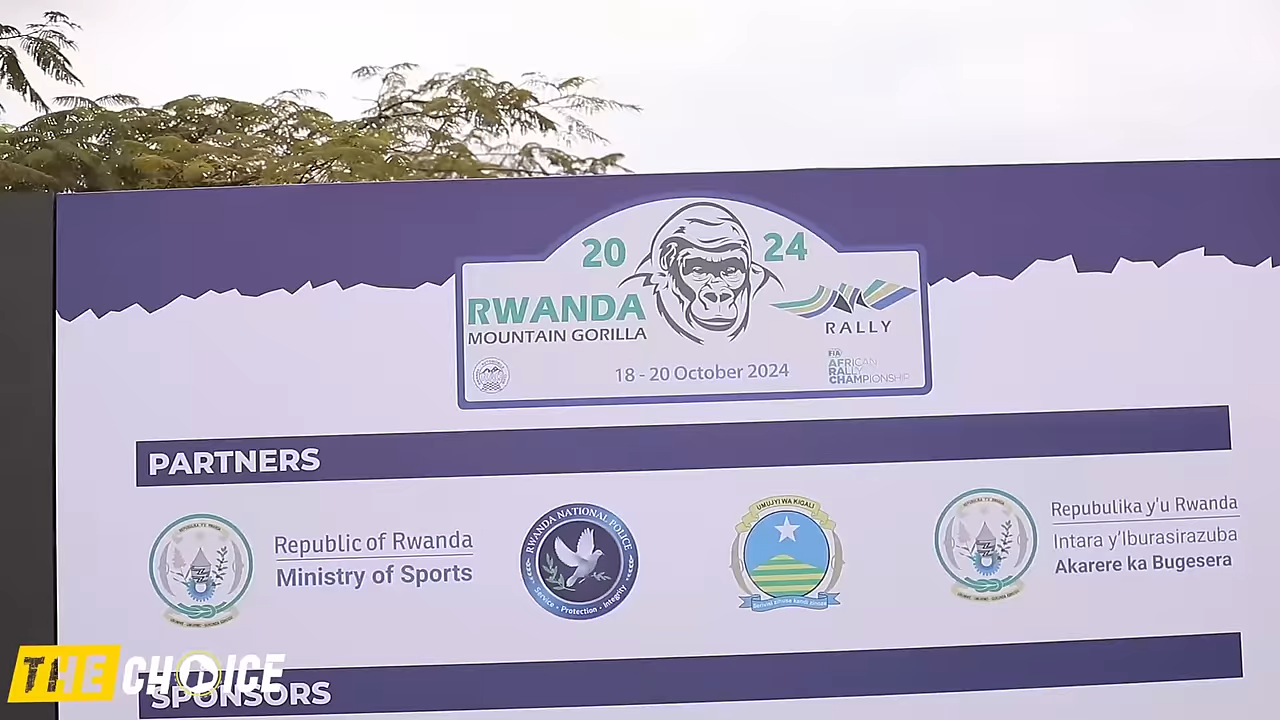 20 24
RWANDA
MOUNTAIN GORILLA
RALLY
18 - 20 October 2024
FIA
AFRICAN
RALLY
CHAMPIONSHIP
PARTNERS
Republic of Rwanda
Ministry of Sports
RWANDA NATIONAL POLICE
Service - Protection - Integrity
UMUJYI WA KIGALI
REPUBULIKA Y'U RWANDA
Repubulika y'u Rwanda
Intara y'Iburasirazuba
Akarere ka Bugesera
THE CHOICE
SPONSORS